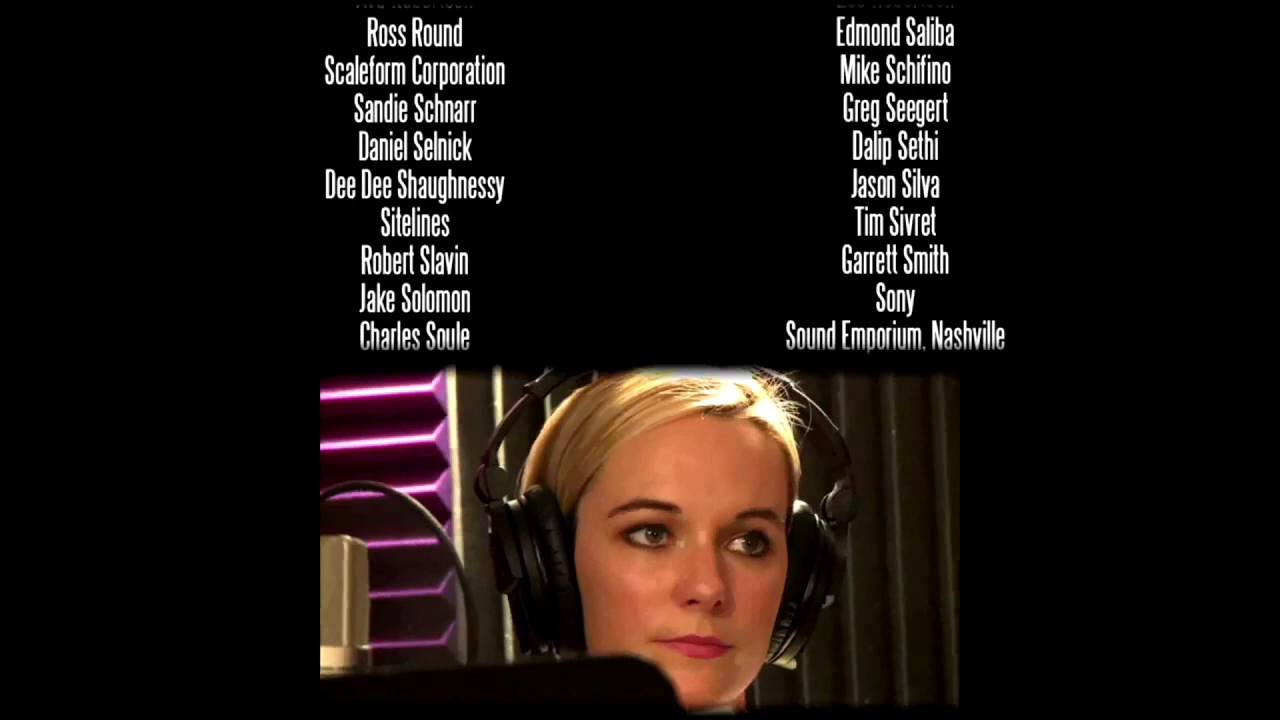 Ross Round
Scaleform Corporation
Sandie Schnarr
Daniel Selnick
Dee Dee Shaughnessy
Sitelines
Robert Slavin
Jake Solomon
Charles Soule
Edmond Saliba
Mike Schifino
Greg Seegert
Dalip Sethi
Jason Silva
Tim Sivret
Garrett Smith
Sony
Sound Emporium, Nashville